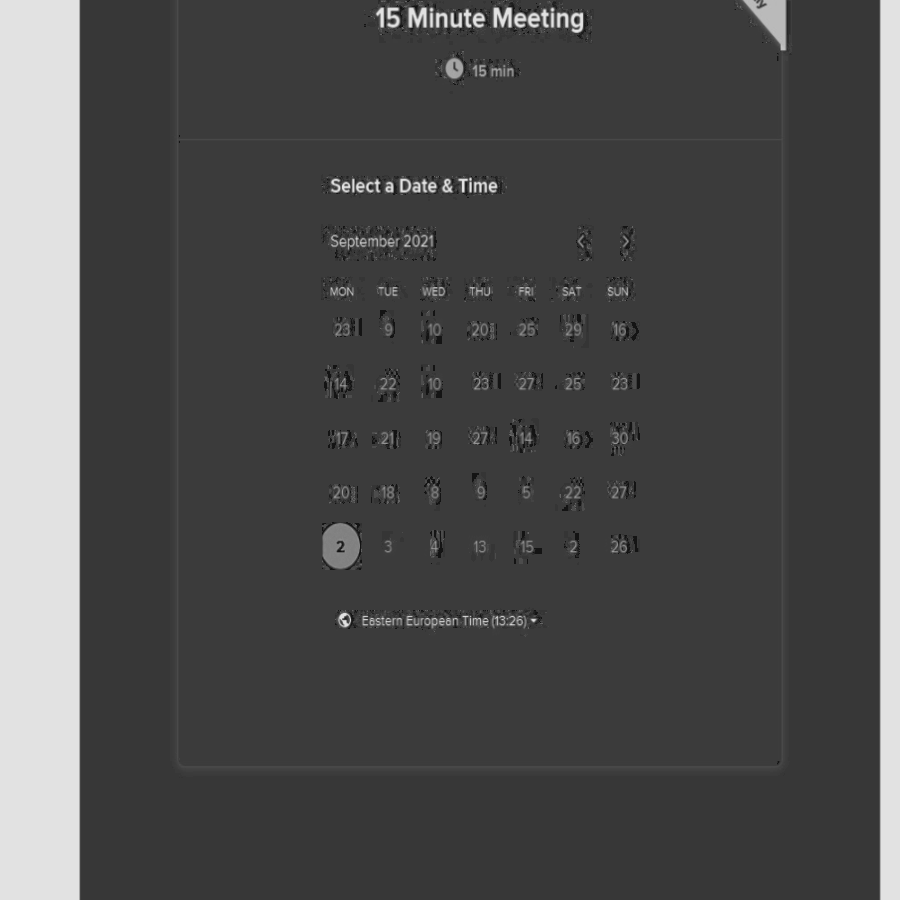 15 Minute Meeting
15 min
Select a Date & Time
September 2021
MON TUE WED THU FRI SAT SUN
23 9 10 20 25 29 16
14 22 10 23 27 25 23
17 21 19 27 14 16 30
20 18 8 9 5 22 27
2 3 4 13 15 2 26
Eastern European Time (13:26)